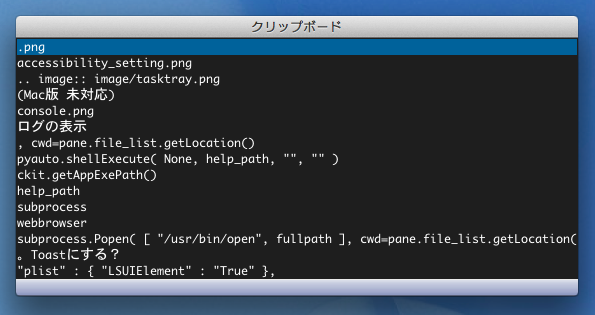 クリップボード
.png
accessibility_setting.png
.. image:: image/tasktray.png
(Mac版 未対応)
console.png
ログの表示
, cwd=pane.file_list.getLocation()
pyauto.shellExecute( None, help_path, "", "" )
ckit.getAppExePath()
help_path
subprocess
webbrowser
subprocess.Popen( [ "/usr/bin/open", fullpath ], cwd=pane.file_list.getLocation(
。Toastにする？
"plist" : { "LSUIElement" : "True" },